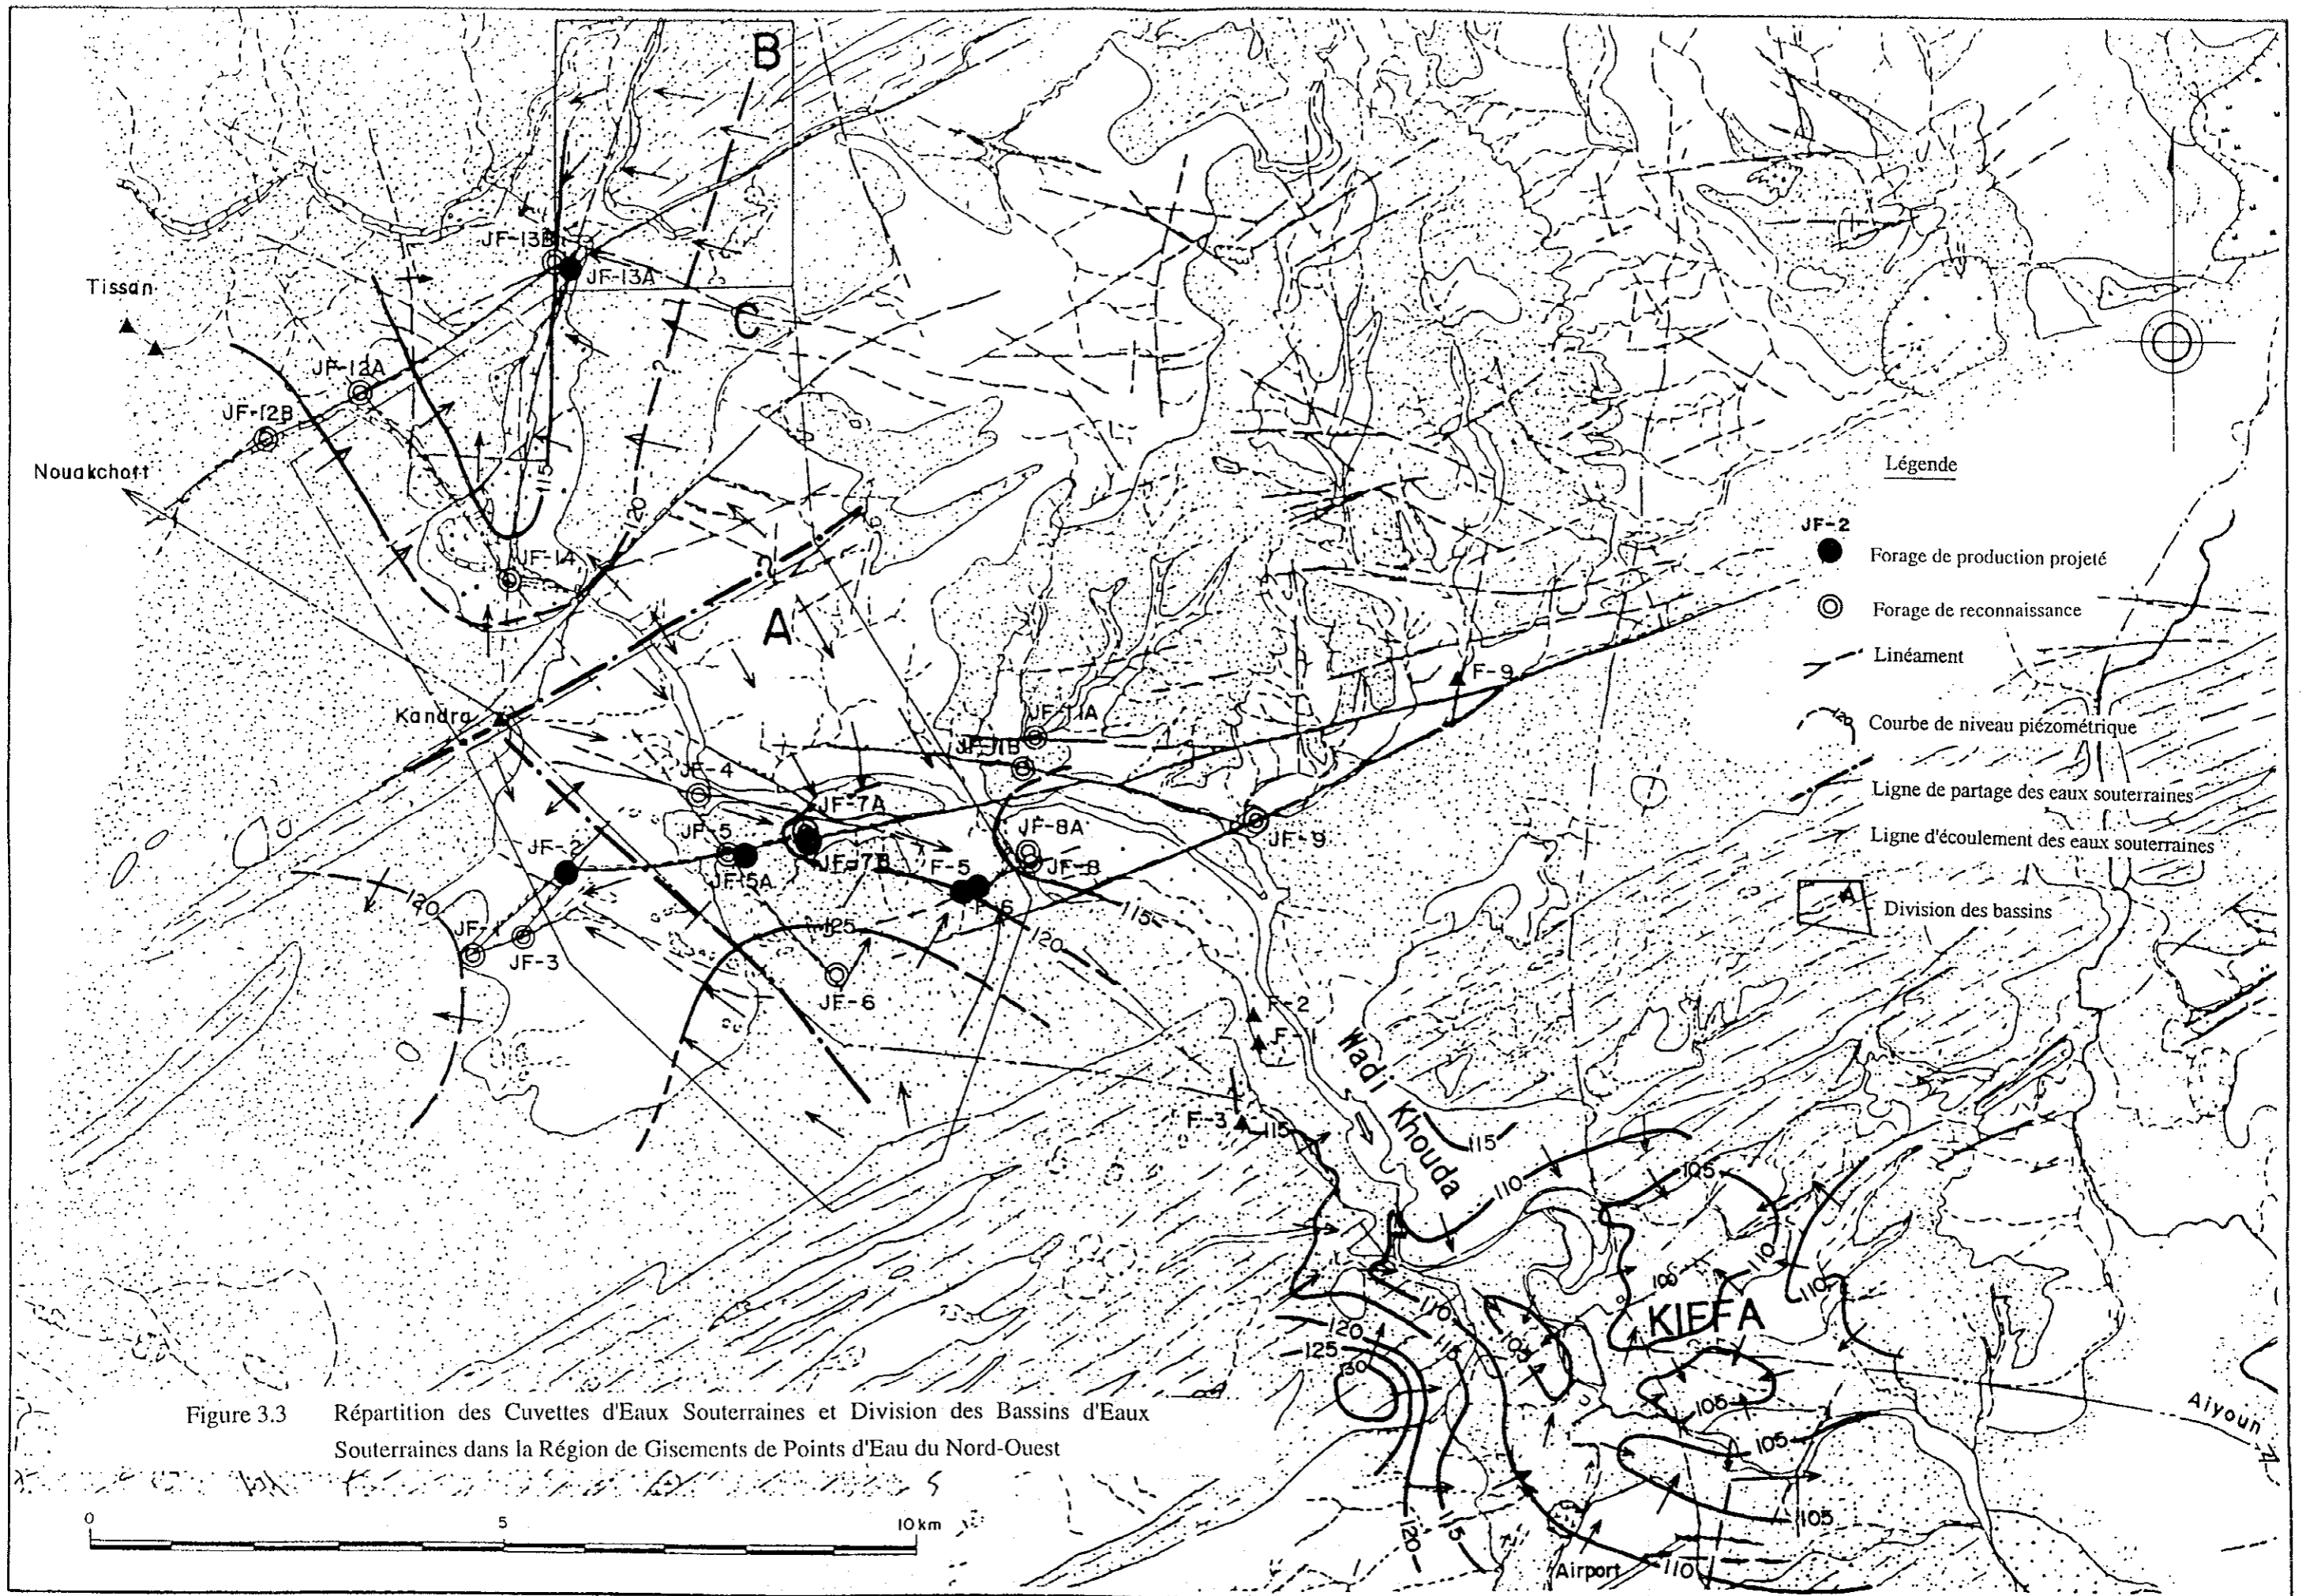 B
JF-13B
JF-13A
Tissan
C
JF-12A
JF-12B
Nouakchott
115
120
?
JF-14
?
A
Kandra
F-9
JF-11A
JF-11B
JF-4
JF-7A
JF-5
JF-8A
JF-9
JF-2
JF-7B
F-5
JF-8
JF-5A
F-6
120
115
125
120
JF-1
JF-3
JF-6
F-2
F-1
Wadi Khouda
F-3
115
115
110
105
110
100
110
KIFFA
110
120
115
105
125
130
105
105
105
120
115
110
Airport
Aiyoun
Légende
JF-2
Forage de production projeté
Forage de reconnaissance
Linéament
120
Courbe de niveau piézométrique
Ligne de partage des eaux souterraines
Ligne d'écoulement des eaux souterraines
A
Division des bassins
Figure 3.3 Répartition des Cuvettes d'Eaux Souterraines et Division des Bassins d'Eaux
Souterraines dans la Région de Gisements de Points d'Eau du Nord-Ouest
0 5 10 km